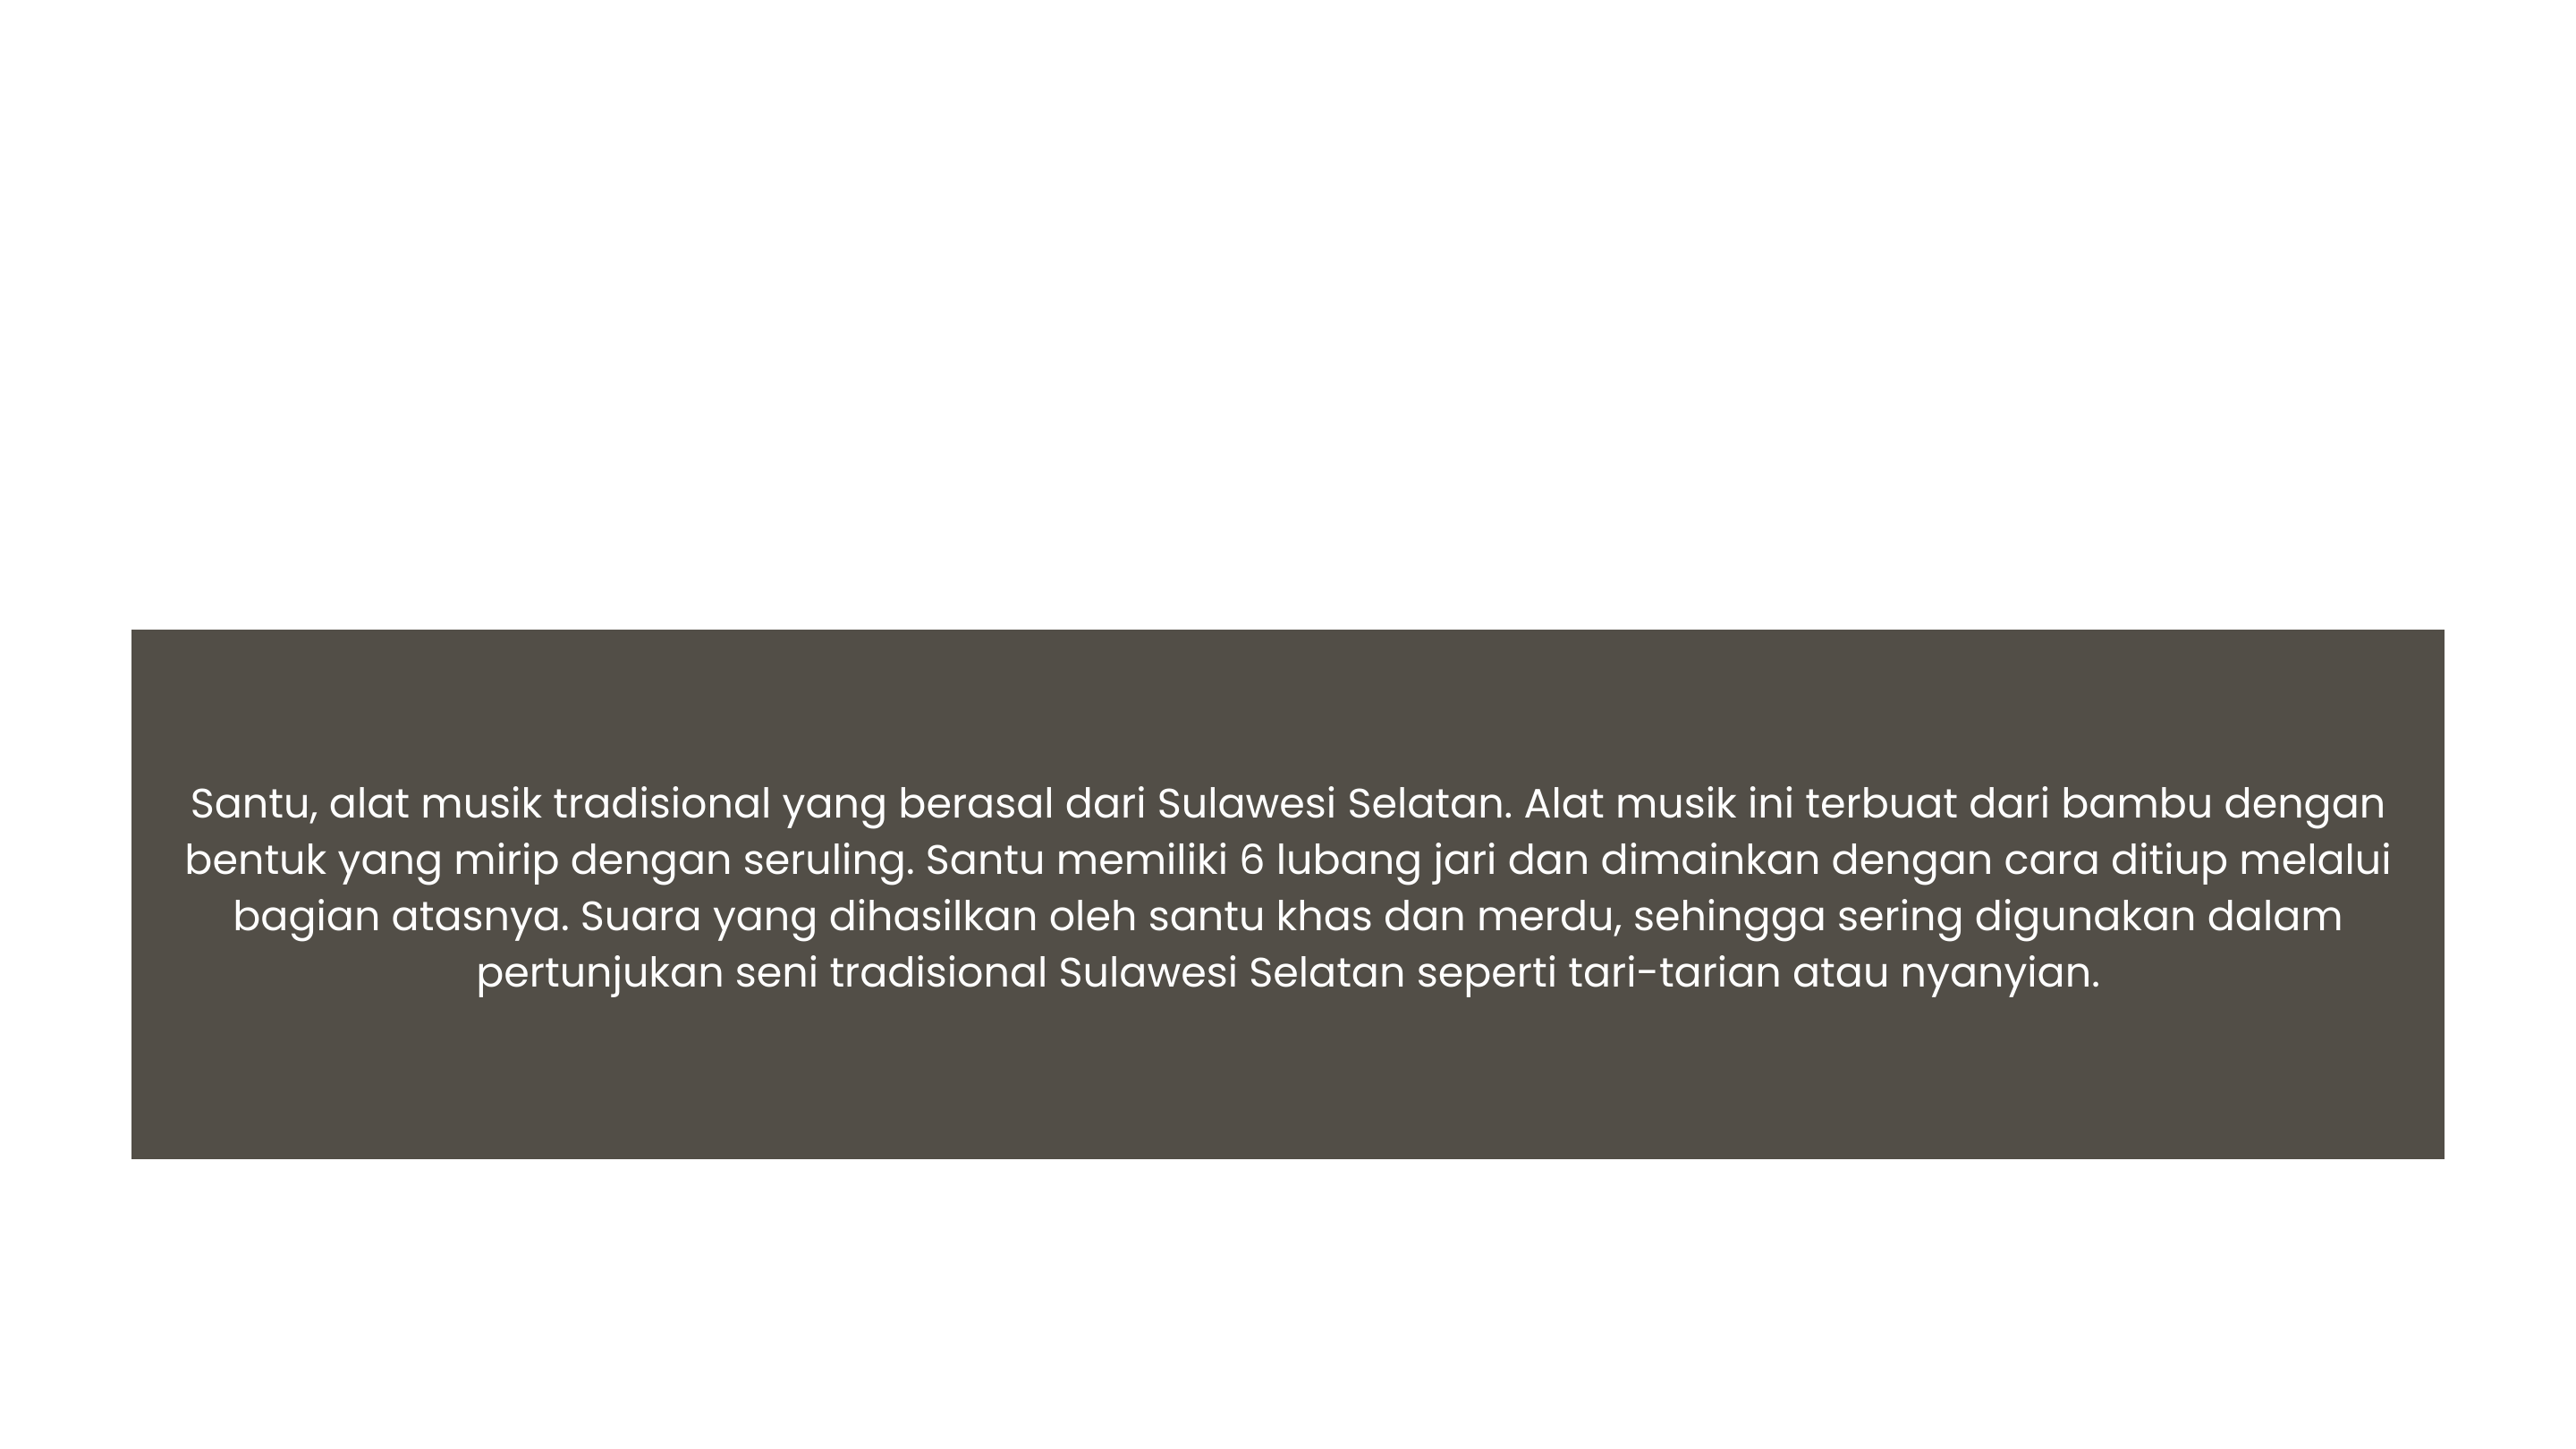 Santu, alat musik tradisional yang berasal dari Sulawesi Selatan. Alat musik ini terbuat dari bambu dengan
bentuk yang mirip dengan seruling. Santu memiliki 6 lubang jari dan dimainkan dengan cara ditiup melalui
bagian atasnya. Suara yang dihasilkan oleh santu khas dan merdu, sehingga sering digunakan dalam
pertunjukan seni tradisional Sulawesi Selatan seperti tari-tarian atau nyanyian.